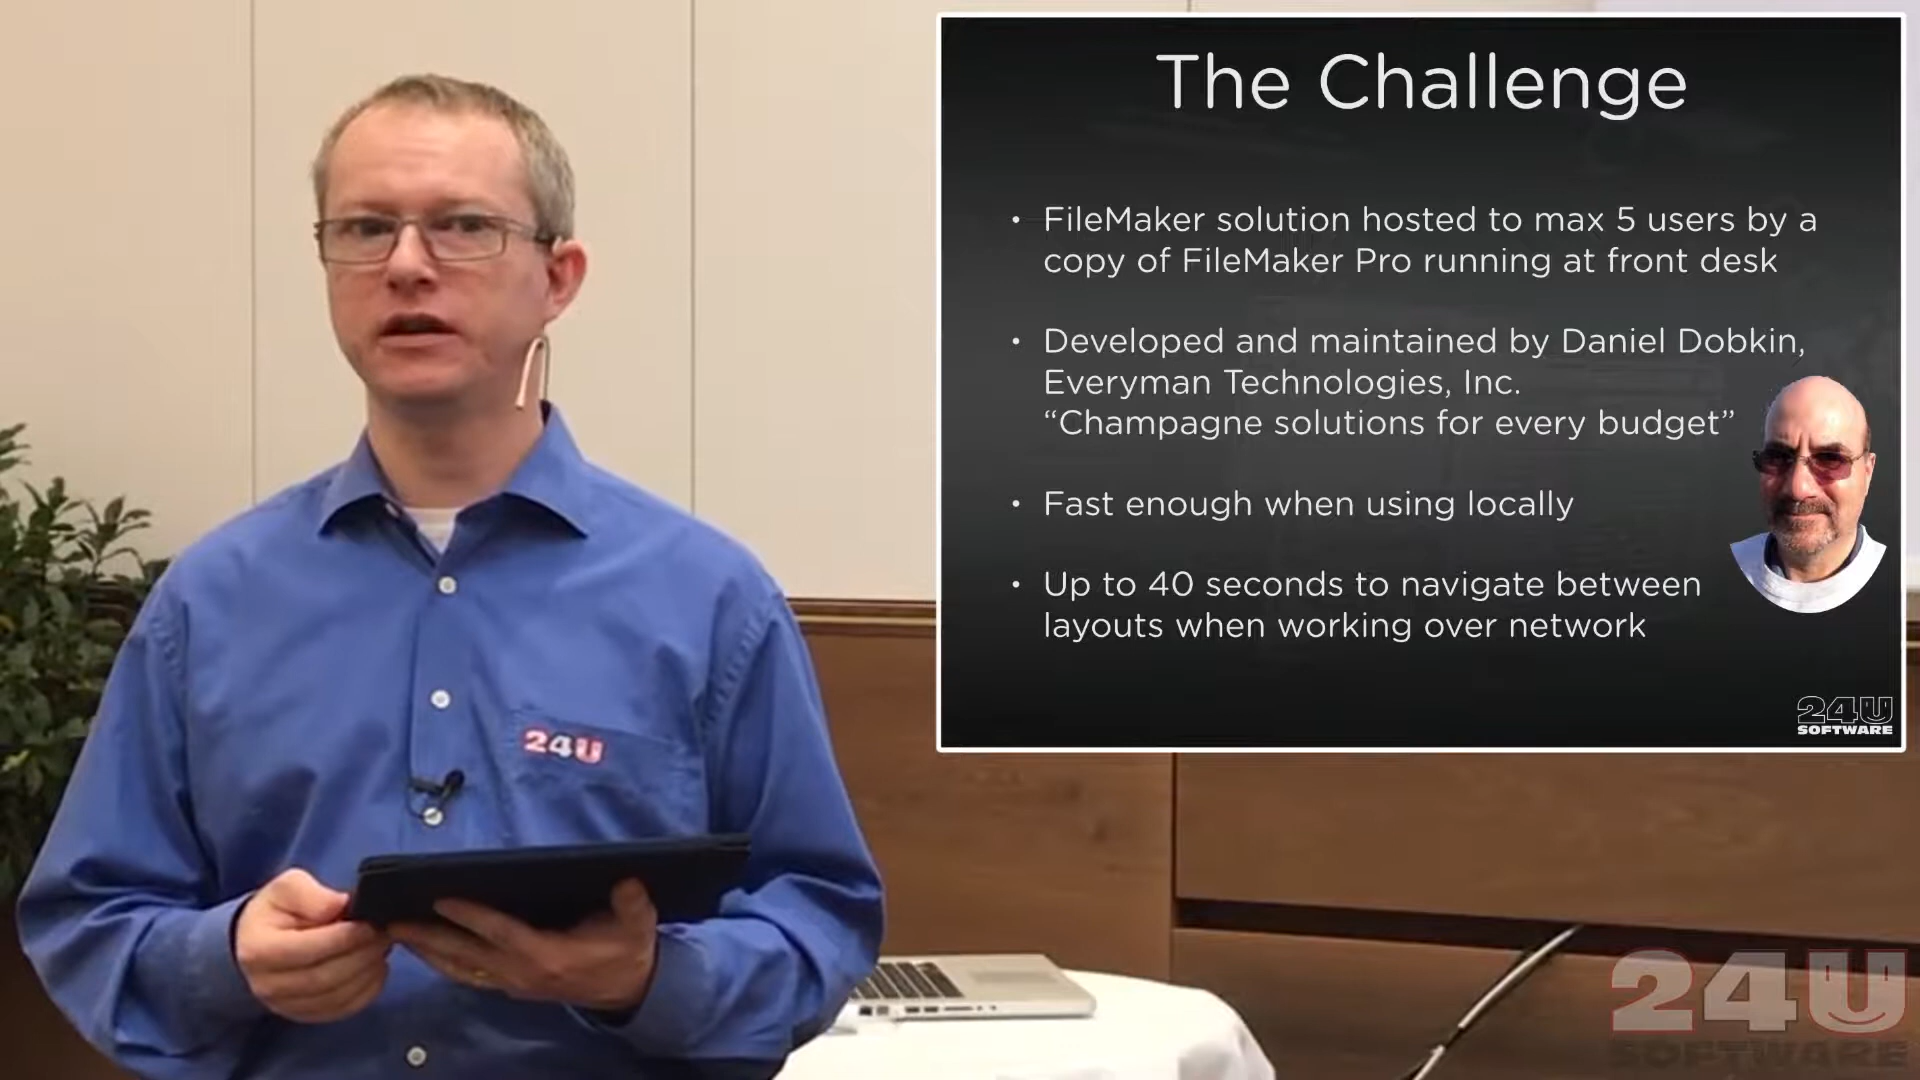 The Challenge
• FileMaker solution hosted to max 5 users by a
copy of FileMaker Pro running at front desk
• Developed and maintained by Daniel Dobkin,
Everyman Technologies, Inc.
“Champagne solutions for every budget”
• Fast enough when using locally
• Up to 40 seconds to navigate between
layouts when working over network
24U
SOFTWARE
24U
24U
SOFTWARE